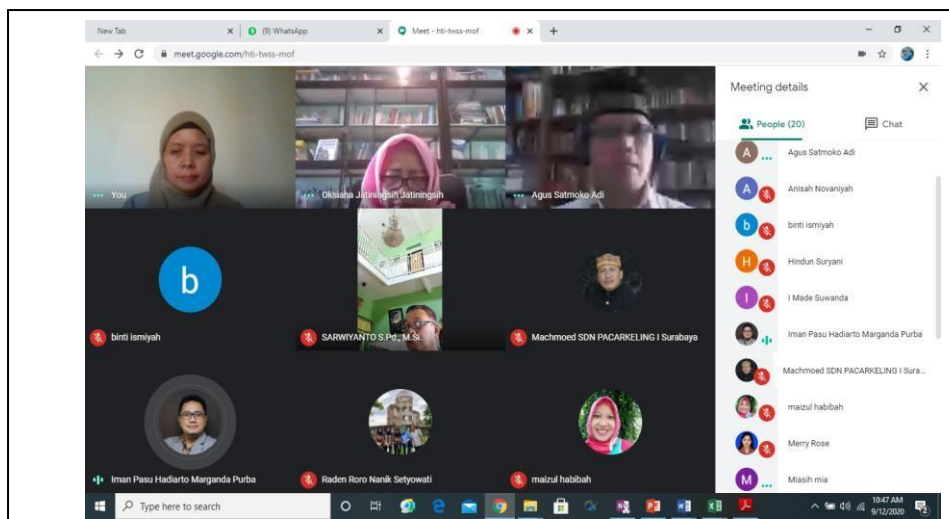 New Tab
(9) WhatsApp
Meet - hti-twss-mof
meet.google.com/hti-twss-mof
You
Oksiana Jatiningsih Jatiningsih
Agus Satmoko Adi
b
binti ismiyah
SARWIYANTO S.Pd., M.Si.
Machmoed SDN PACARKELING I Surabaya
Iman Pasu Hadiarto Marganda Purba
Raden Roro Nanik Setyowati
maizul habibah
Meeting details
People (20)
Chat
A
Agus Satmoko Adi
A
Anisah Novaniyah
b
binti ismiyah
H
Hindun Suryani
I
I Made Suwanda
Iman Pasu Hadiarto Marganda Purba
Machmoed SDN PACARKELING I Sura...
maizul habibah
Merry Rose
M
Miasih mia
Type here to search
10:47 AM
9/12/2020